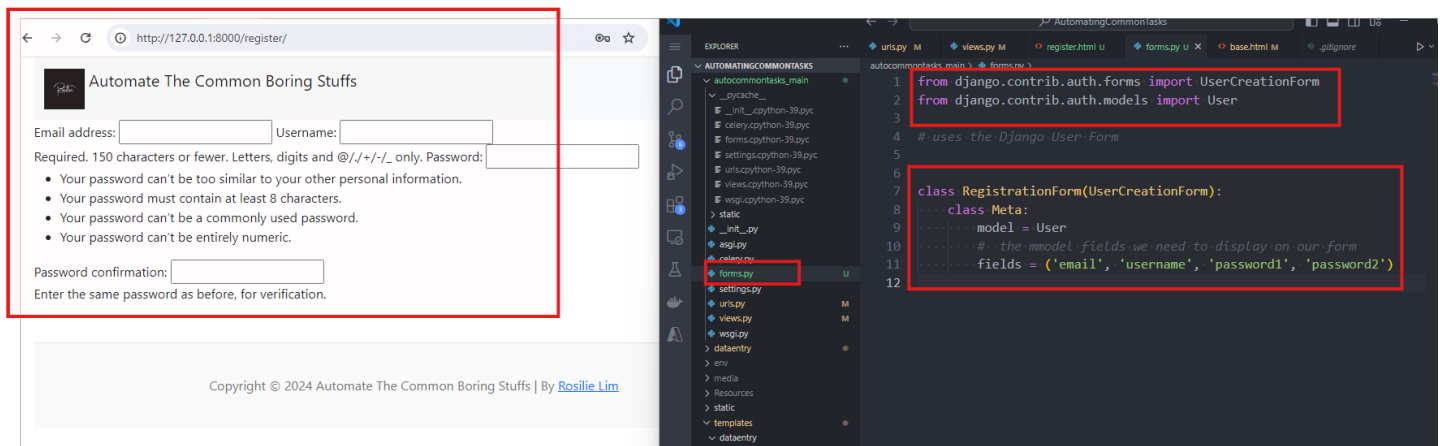 http://127.0.0.1:8000/register/
Automate The Common Boring Stuffs
Email address:
Username:
Required. 150 characters or fewer. Letters, digits and @/./+/-/_ only. Password:
Your password can't be too similar to your other personal information.
Your password must contain at least 8 characters.
Your password can't be a commonly used password.
Your password can't be entirely numeric.
Password confirmation:
Enter the same password as before, for verification.
Copyright © 2024 Automate The Common Boring Stuffs | By Rosilie Lim
AutomatingCommonTasks
EXPLORER
AUTOMATINGCOMMONTASKS
autocommontasks_main
__pycache__
__init__.cpython-39.pyc
celery.cpython-39.pyc
forms.cpython-39.pyc
settings.cpython-39.pyc
urls.cpython-39.pyc
views.cpython-39.pyc
wsgi.cpython-39.pyc
static
__init__.py
asgi.py
celery.py
forms.py U
settings.py
urls.py M
views.py M
wsgi.py
dataentry
env
media
Resources
static
templates
dataentry
urls.py M
views.py M
register.html U
forms.py U
base.html M
.gitignore
autocommontasks_main > forms.py >
1 from django.contrib.auth.forms import UserCreationForm
2 from django.contrib.auth.models import User
3
4 # uses the Django User Form
5
6
7 class RegistrationForm(UserCreationForm):
8 class Meta:
9 model = User
10 # the mmodel fields we need to display on our form
11 fields = ('email', 'username', 'password1', 'password2')
12